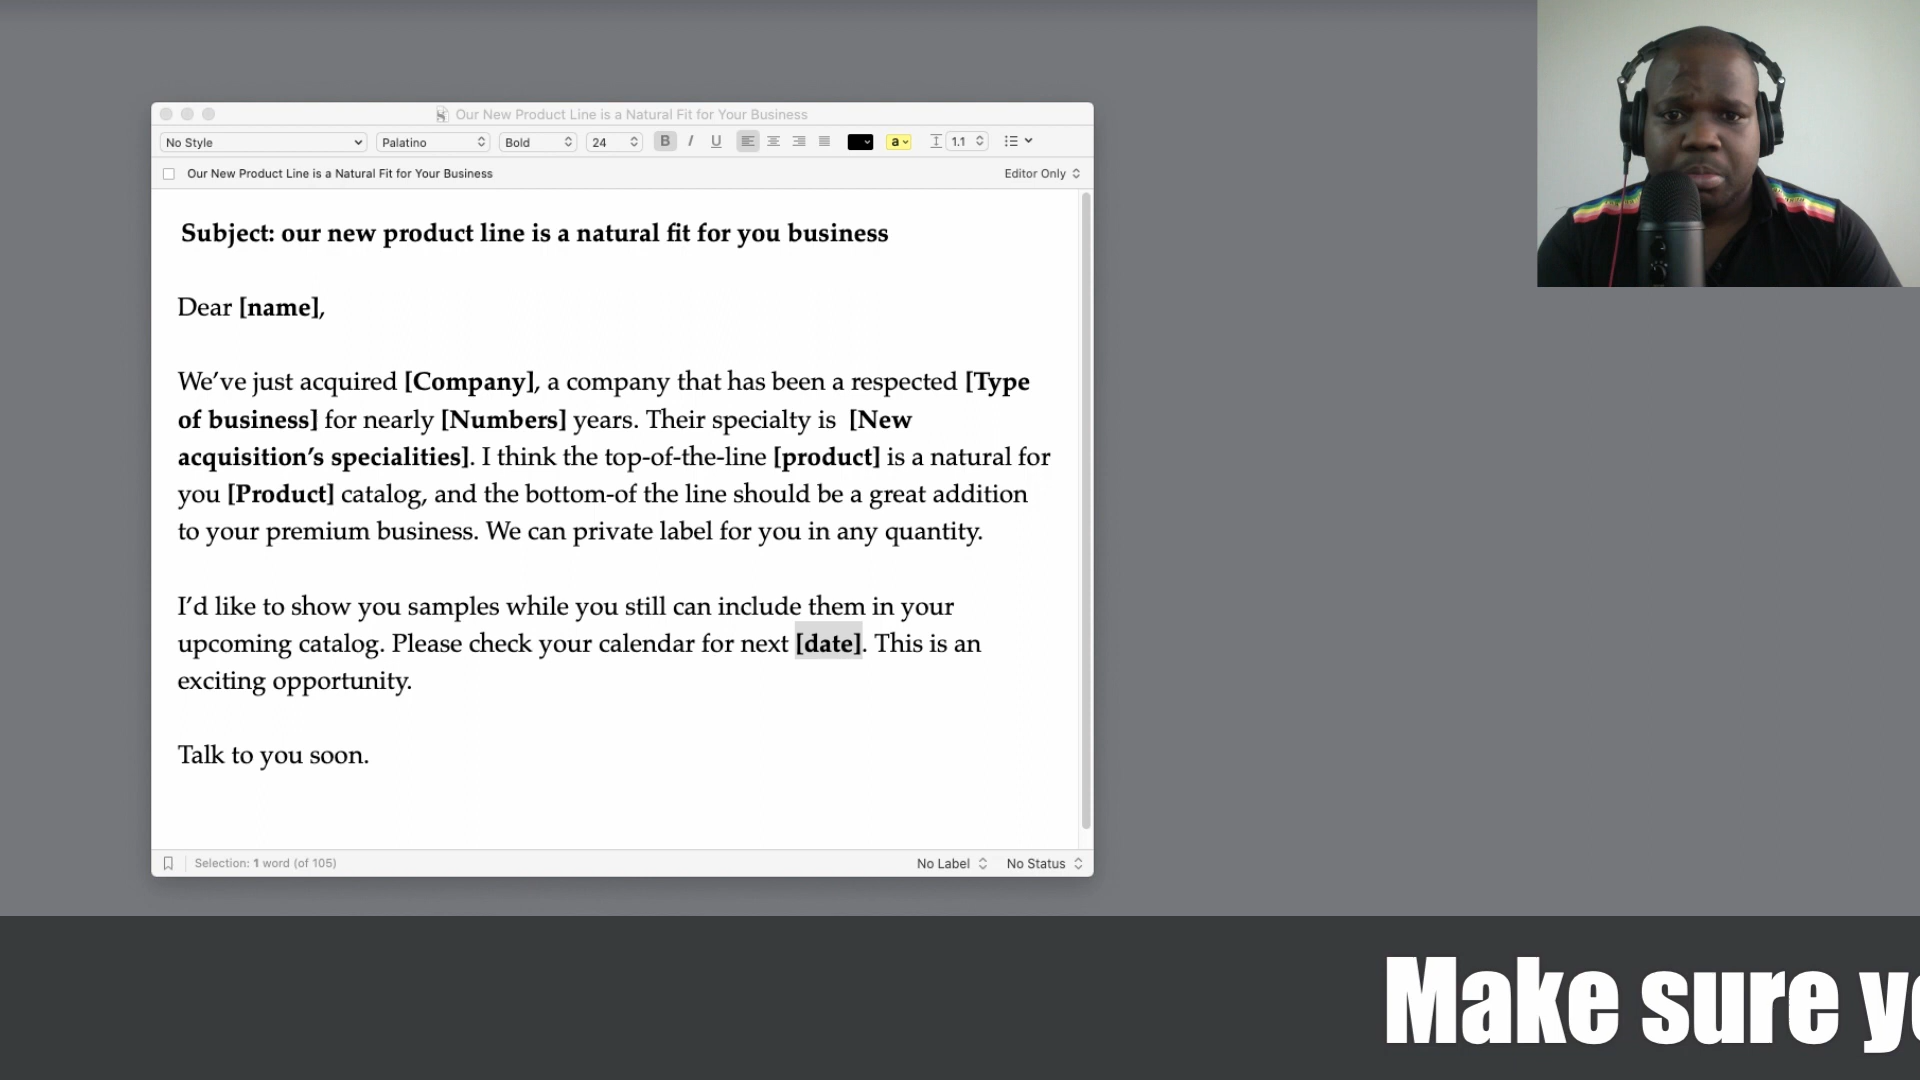 Our New Product Line is a Natural Fit for Your Business
No Style Palatino Bold 24 B I U a 1.1
Our New Product Line is a Natural Fit for Your Business Editor Only
Subject: our new product line is a natural fit for you business
Dear [name],
We’ve just acquired [Company], a company that has been a respected [Type
of business] for nearly [Numbers] years. Their specialty is [New
acquisition’s specialities]. I think the top-of-the-line [product] is a natural for
you [Product] catalog, and the bottom-of the line should be a great addition
to your premium business. We can private label for you in any quantity.
I’d like to show you samples while you still can include them in your
upcoming catalog. Please check your calendar for next [date]. This is an
exciting opportunity.
Talk to you soon.
Selection: 1 word (of 105) No Label No Status
Make sure